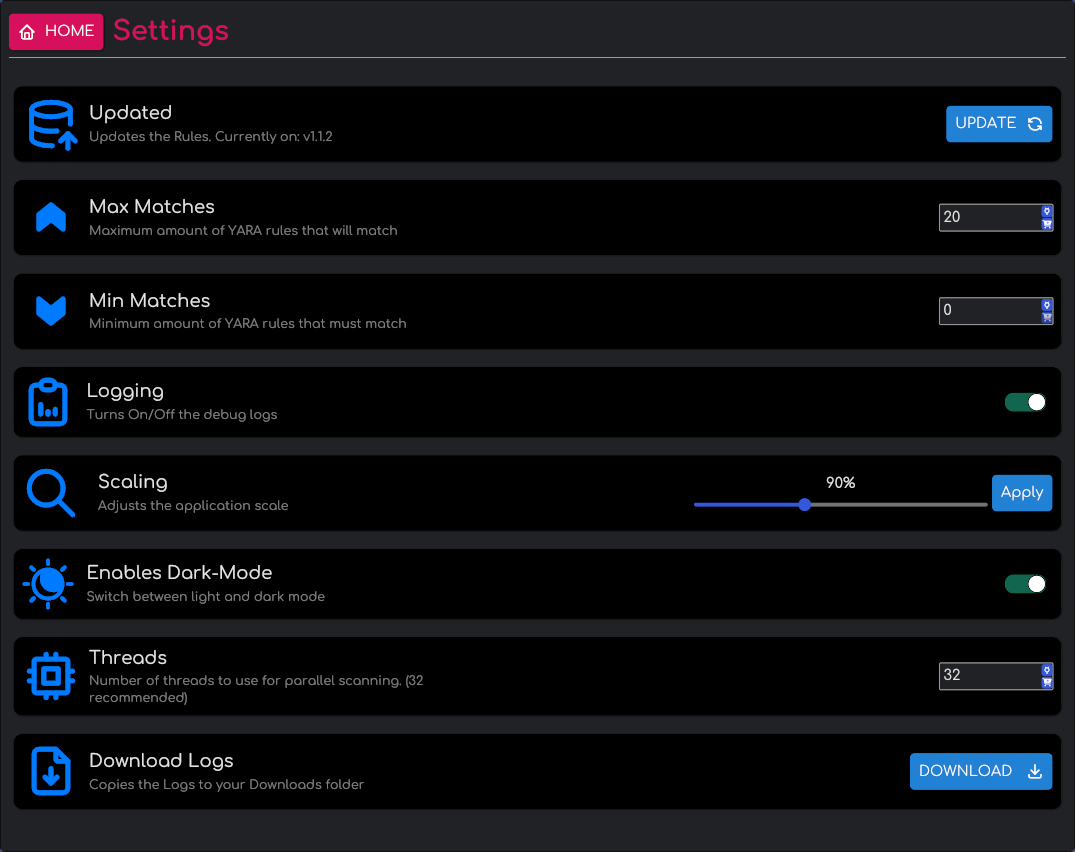 HOME
Settings
Updated
Updates the Rules. Currently on: v1.1.2
UPDATE
Max Matches
Maximum amount of YARA rules that will match
20
Min Matches
Minimum amount of YARA rules that must match
0
Logging
Turns On/Off the debug logs
Scaling
Adjusts the application scale
90%
Apply
Enables Dark-Mode
Switch between light and dark mode
Threads
Number of threads to use for parallel scanning. (32
recommended)
32
Download Logs
Copies the Logs to your Downloads folder
DOWNLOAD